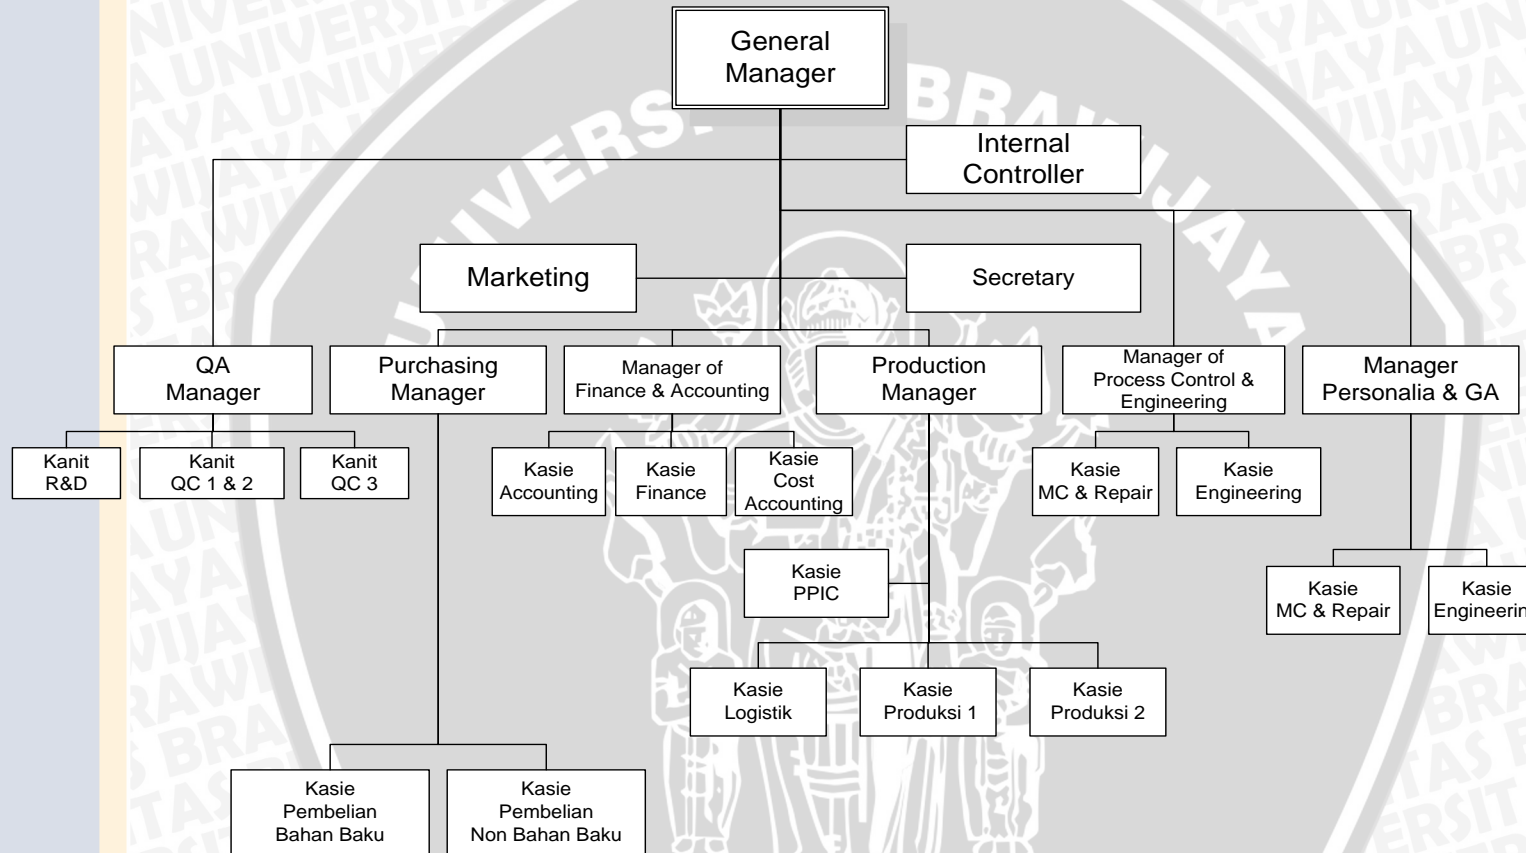 General
Manager
Internal
Controller
Marketing
Secretary
QA
Manager
Purchasing
Manager
Manager of
Finance & Accounting
Production
Manager
Manager of
Process Control &
Engineering
Manager
Personalia & GA
Kanit
R&D
Kanit
QC 1 & 2
Kanit
QC 3
Kasie
Accounting
Kasie
Finance
Kasie
Cost
Accounting
Kasie
MC & Repair
Kasie
Engineering
Kasie
PPIC
Kasie
MC & Repair
Kasie
Engineerin
Kasie
Logistik
Kasie
Produksi 1
Kasie
Produksi 2
Kasie
Pembelian
Bahan Baku
Kasie
Pembelian
Non Bahan Baku